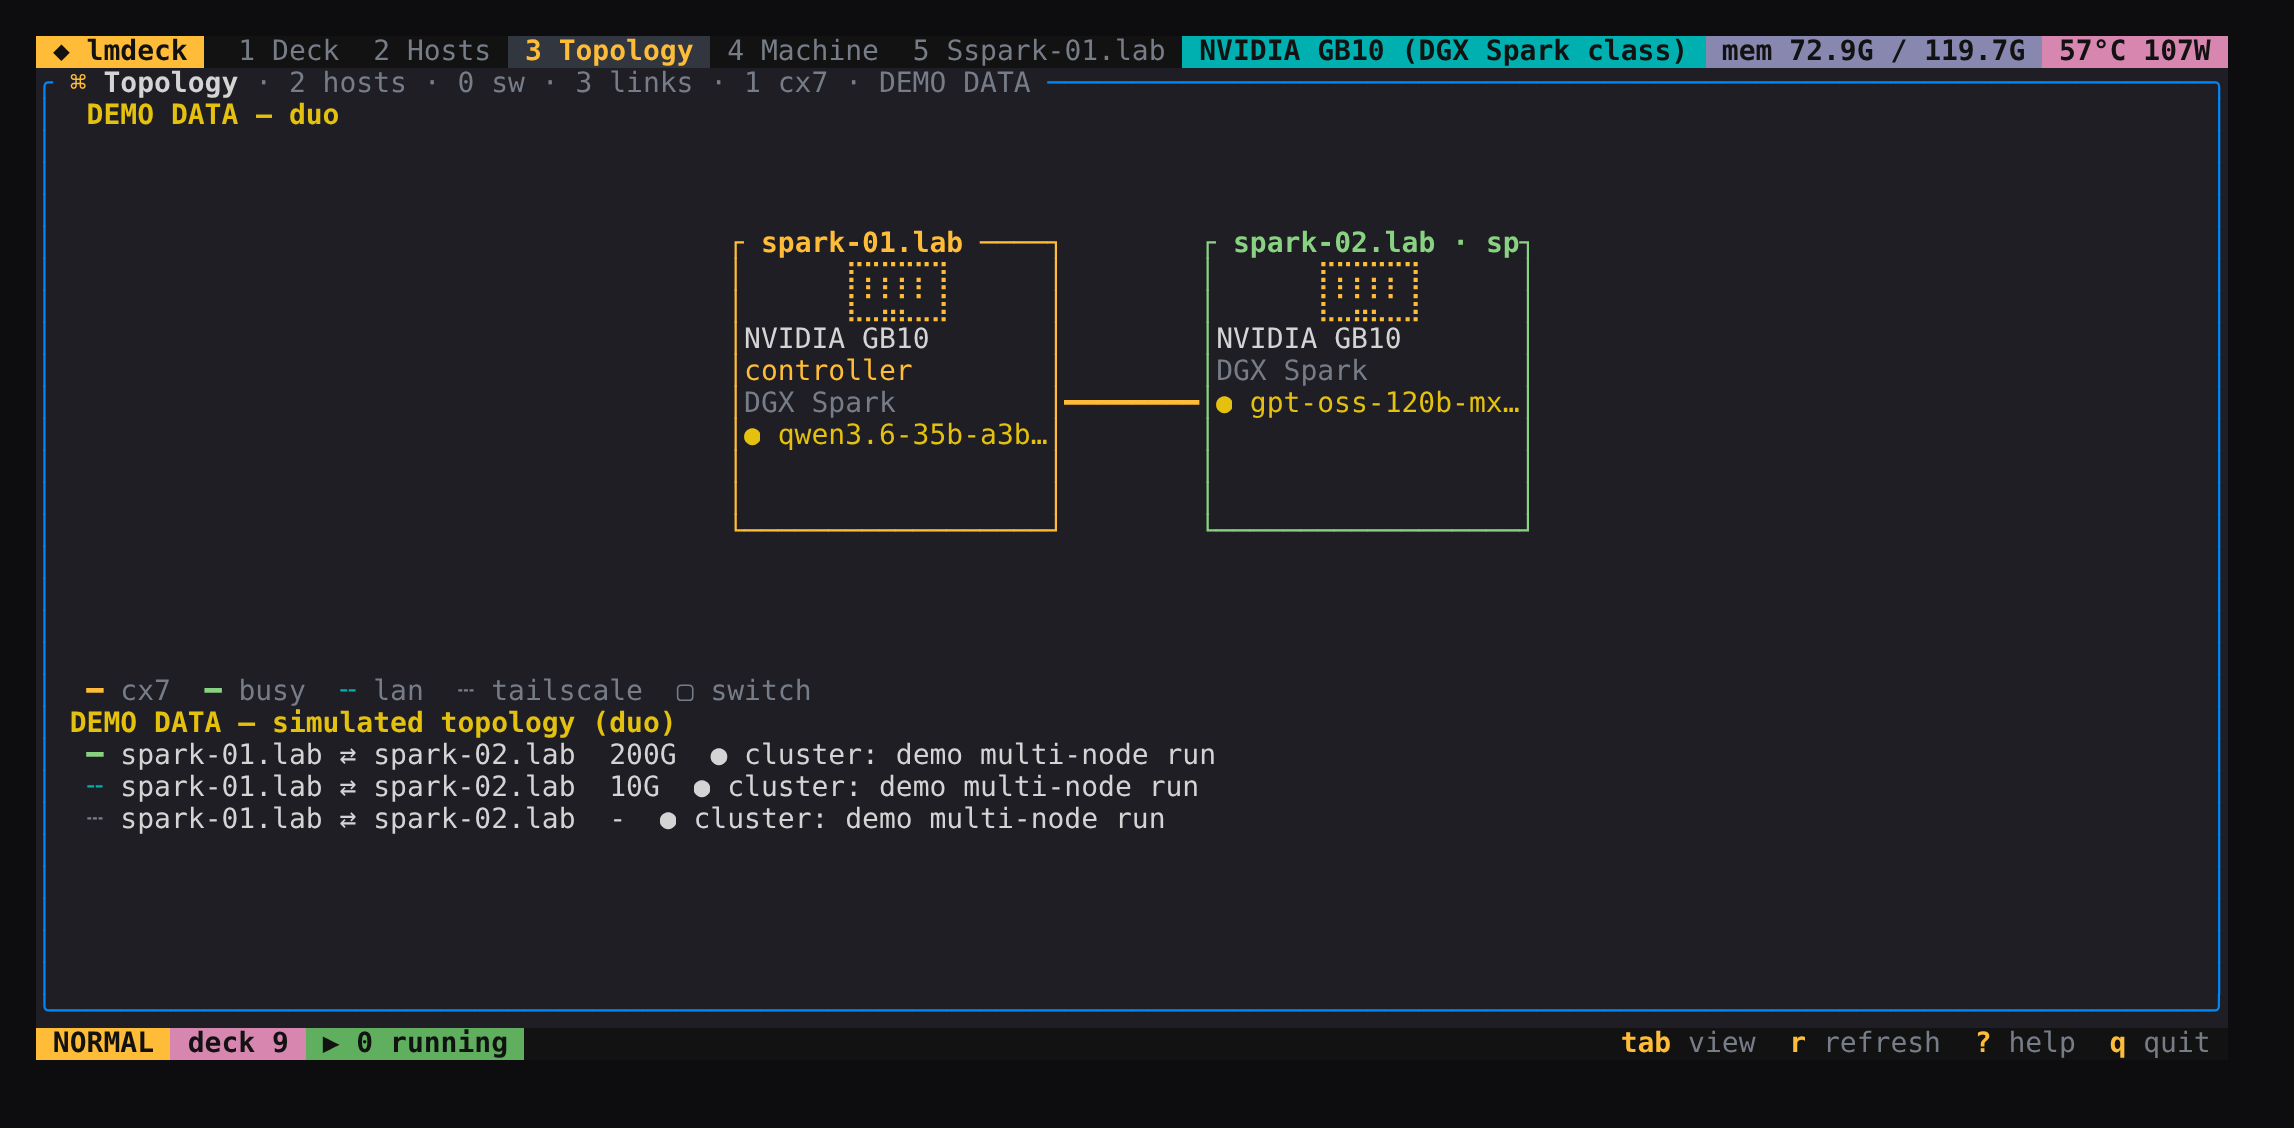 ◆ lmdeck 1 Deck 2 Hosts 3 Topology 4 Machine 5 Sspark-01.lab NVIDIA GB10 (DGX Spark class) mem 72.9G / 119.7G 57°C 107W
⌘ Topology · 2 hosts · 0 sw · 3 links · 1 cx7 · DEMO DATA
DEMO DATA — duo
spark-01.lab
NVIDIA GB10
controller
DGX Spark
● qwen3.6-35b-a3b…
spark-02.lab · sp
NVIDIA GB10
DGX Spark
● gpt-oss-120b-mx…
━ cx7 ━ busy ╌ lan ┄ tailscale ▢ switch
DEMO DATA — simulated topology (duo)
━ spark-01.lab ⇄ spark-02.lab 200G ● cluster: demo multi-node run
╌ spark-01.lab ⇄ spark-02.lab 10G ● cluster: demo multi-node run
┄ spark-01.lab ⇄ spark-02.lab - ● cluster: demo multi-node run
NORMAL deck 9 ▶ 0 running tab view r refresh ? help q quit